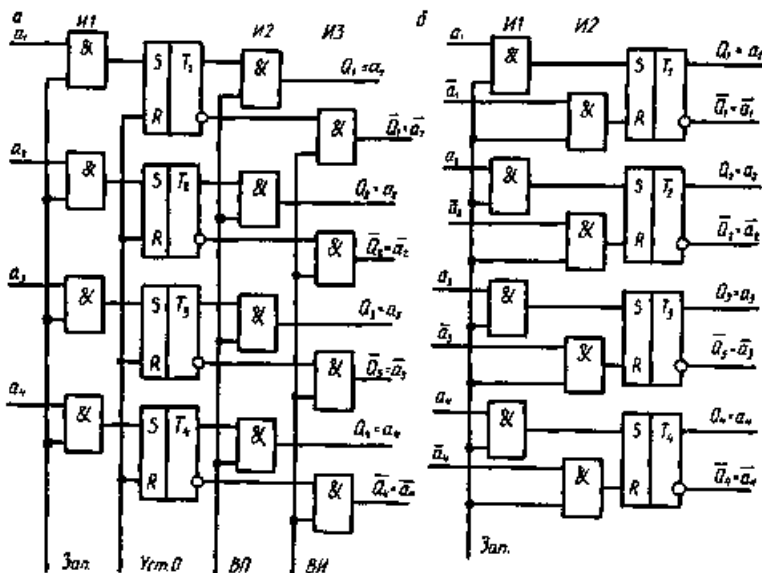 а И1 И2 И3
a₁ & S T₁ & Q₁=a₁
R & Q̄₁=ā₁
a₂ & S T₂ & Q₂=a₂
R & Q̄₂=ā₂
a₃ & S T₃ & Q₃=a₃
R & Q̄₃=ā₃
a₄ & S T₄ & Q₄=a₄
R & Q̄₄=ā₄
Зап. Уст.0 ВП ВИ
б И1 И2
a₁ & S T₁ Q₁=a₁
ā₁ & R Q̄₁=ā₁
a₂ & S T₂ Q₂=a₂
ā₂ & R Q̄₂=ā₂
a₃ & S T₃ Q₃=a₃
ā₃ & R Q̄₃=ā₃
a₄ & S T₄ Q₄=a₄
ā₄ & R Q̄₄=ā₄
Зап.